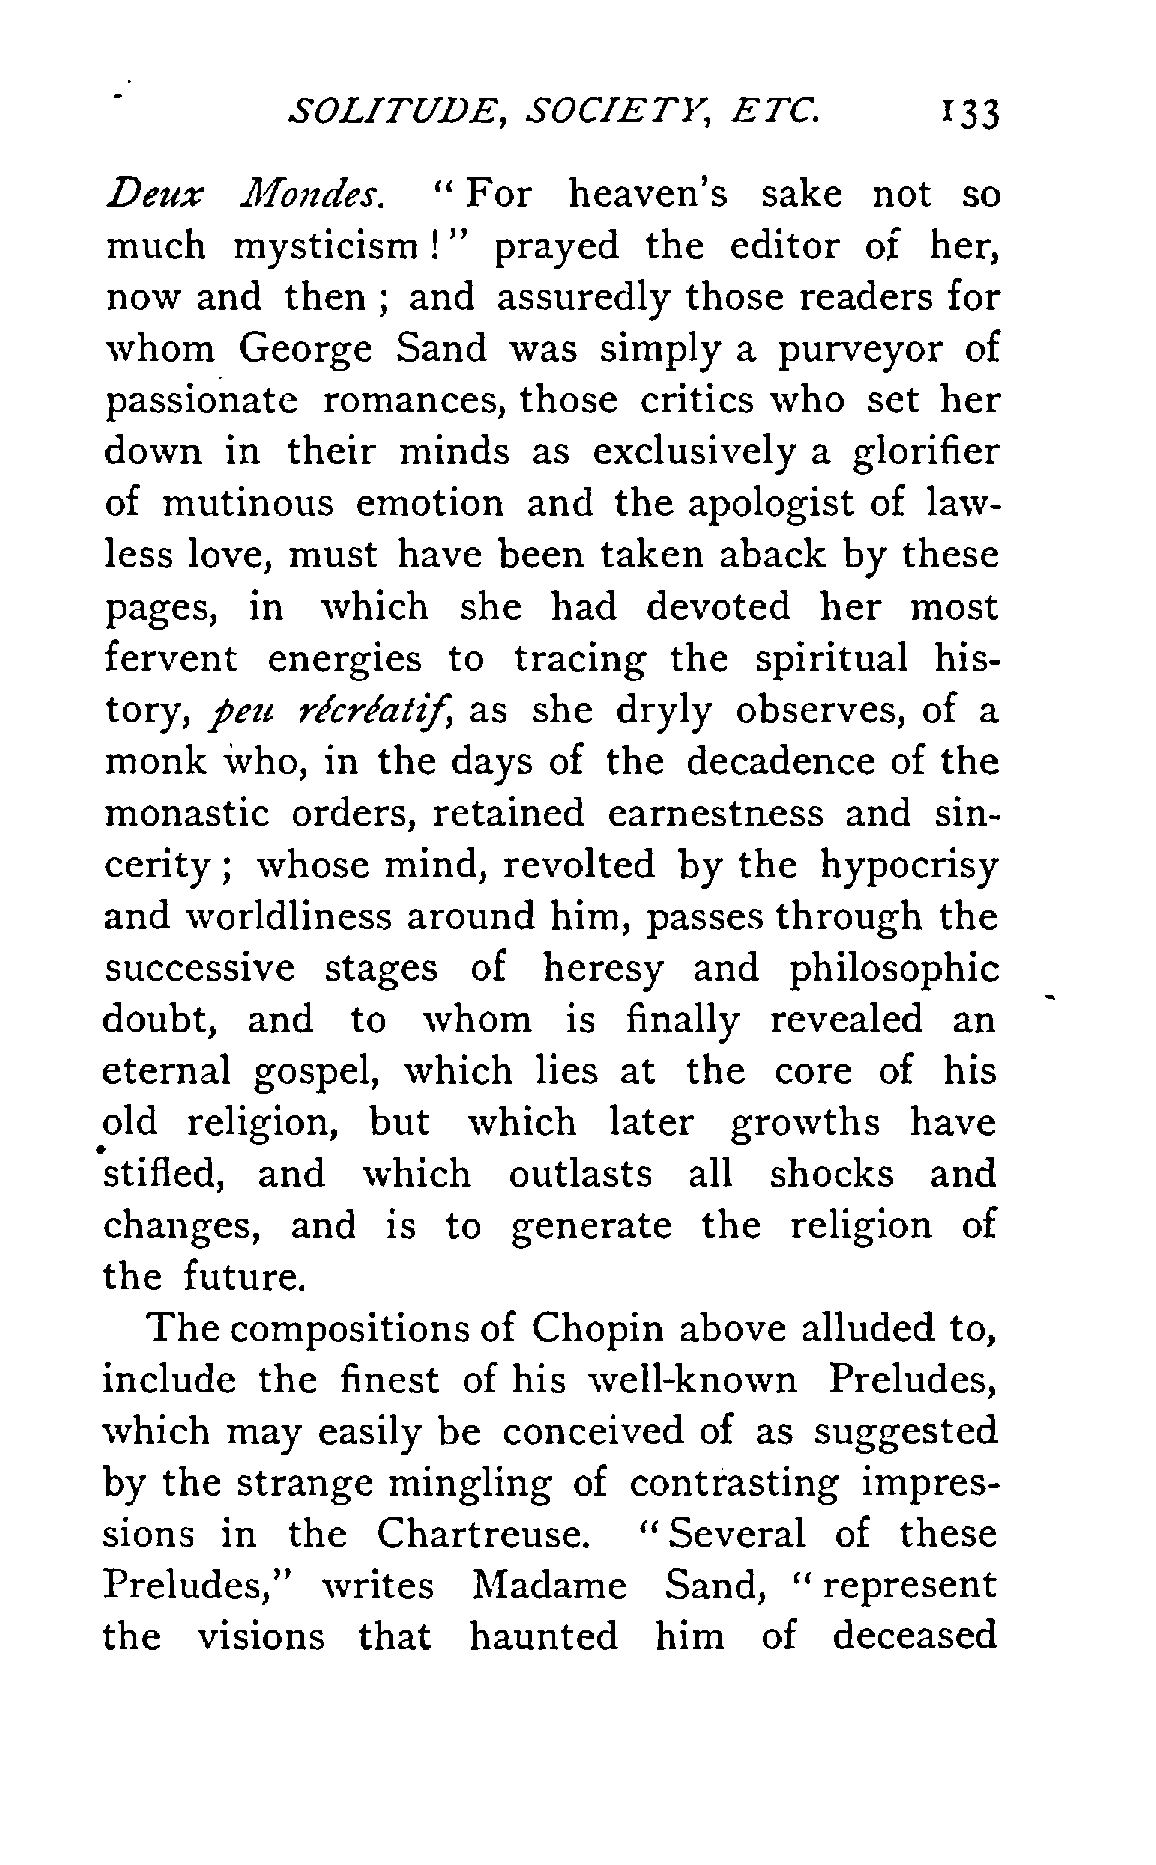 SOLITUDE, SOCIETY, ETC. 133
Deux Mondes. “ For heaven's sake not so
much mysticism ! ” prayed the editor of her,
now and then ; and assuredly those readers for
whom George Sand was simply a purveyor of
passionate romances, those critics who set her
down in their minds as exclusively a glorifier
of mutinous emotion and the apologist of law-
less love, must have been taken aback by these
pages, in which she had devoted her most
fervent energies to tracing the spiritual his-
tory, peu récréatif, as she dryly observes, of a
monk who, in the days of the decadence of the
monastic orders, retained earnestness and sin-
cerity ; whose mind, revolted by the hypocrisy
and worldliness around him, passes through the
successive stages of heresy and philosophic
doubt, and to whom is finally revealed an
eternal gospel, which lies at the core of his
old religion, but which later growths have
stifled, and which outlasts all shocks and
changes, and is to generate the religion of
the future.
The compositions of Chopin above alluded to,
include the finest of his well-known Preludes,
which may easily be conceived of as suggested
by the strange mingling of contrasting impres-
sions in the Chartreuse. “ Several of these
Preludes,” writes Madame Sand, “ represent
the visions that haunted him of deceased